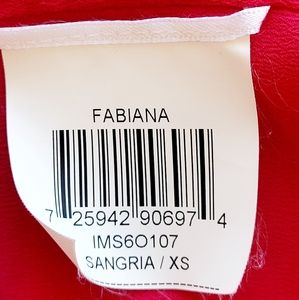 FABIANA
7 25942 90697 4
IMS6O107
SANGRIA / XS